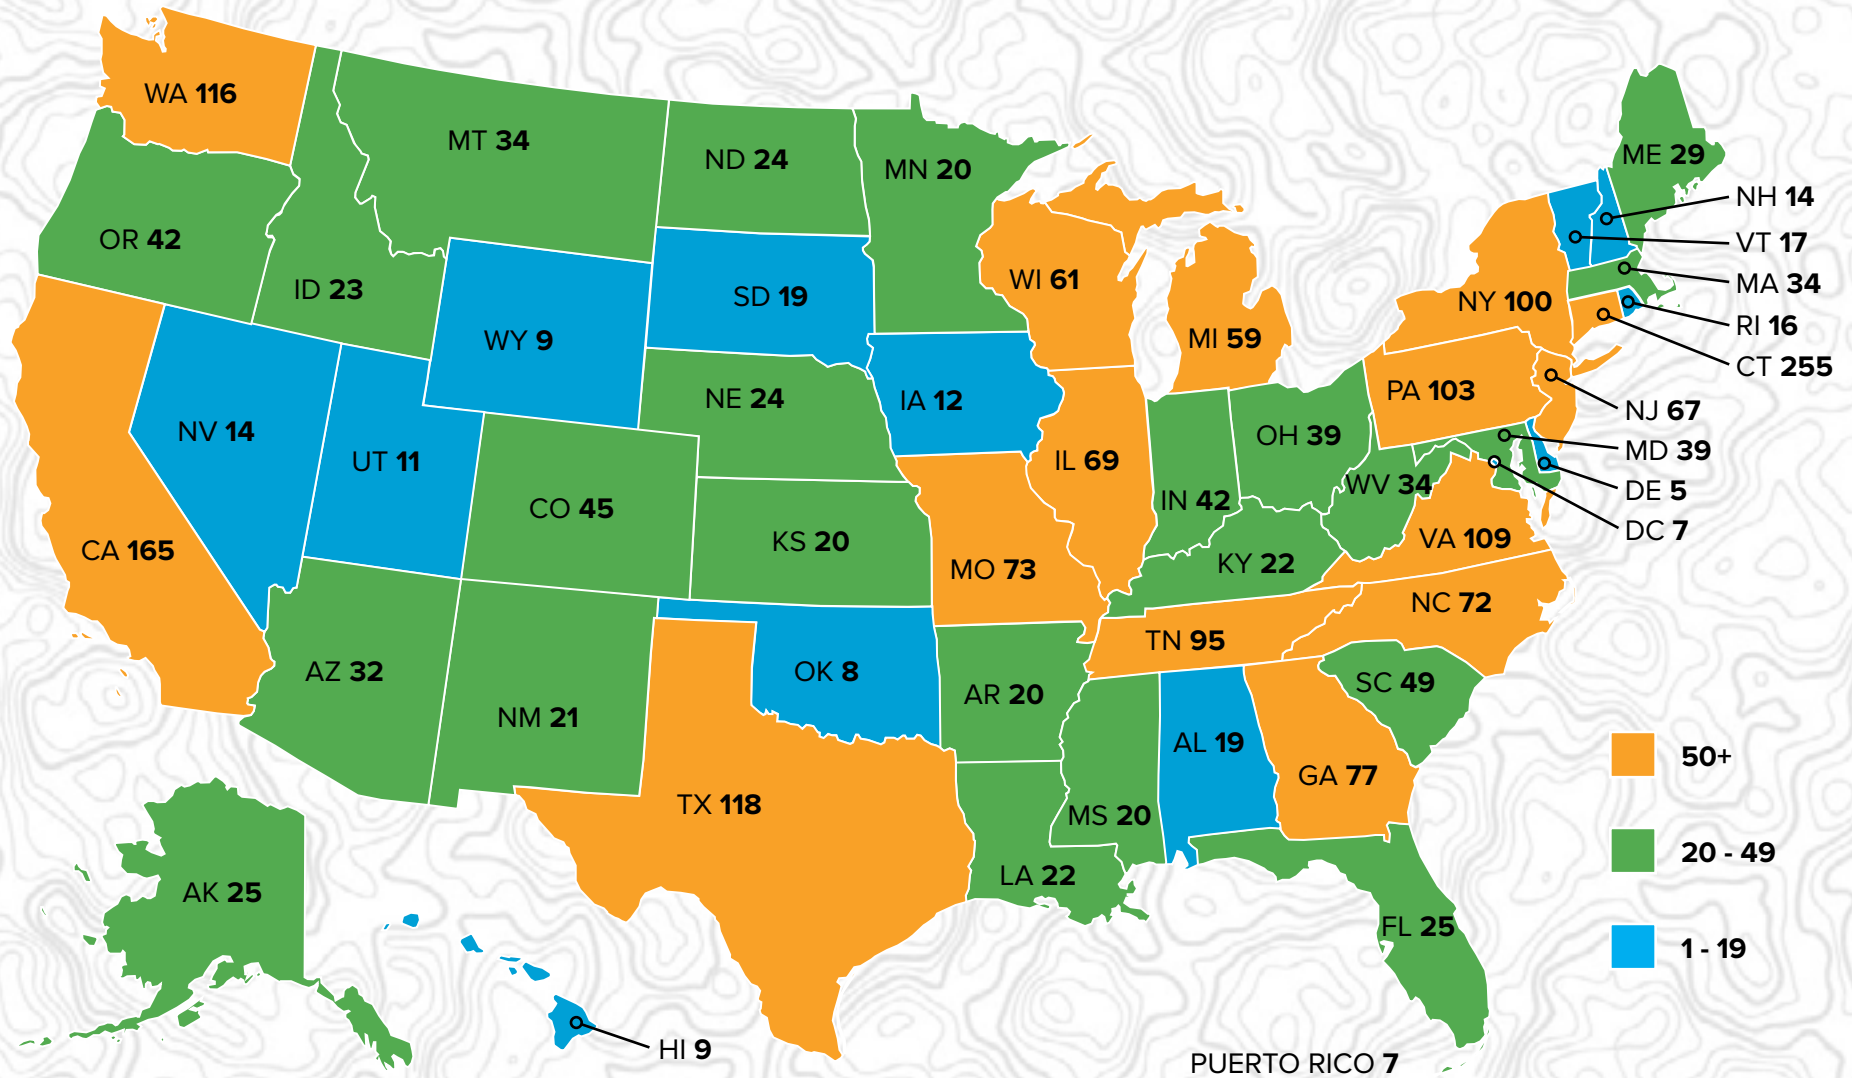 WA 116
MT 34
ND 24
MN 20
ME 29
NH 14
OR 42
VT 17
ID 23
SD 19
WI 61
MA 34
NY 100
RI 16
WY 9
MI 59
CT 255
PA 103
NE 24
IA 12
NJ 67
NV 14
OH 39
UT 11
IL 69
MD 39
WV 34
DE 5
IN 42
CO 45
DC 7
CA 165
KS 20
VA 109
MO 73
KY 22
NC 72
TN 95
AZ 32
OK 8
AR 20
SC 49
NM 21
AL 19
50+
GA 77
TX 118
MS 20
20 - 49
LA 22
AK 25
FL 25
1 - 19
HI 9
PUERTO RICO 7